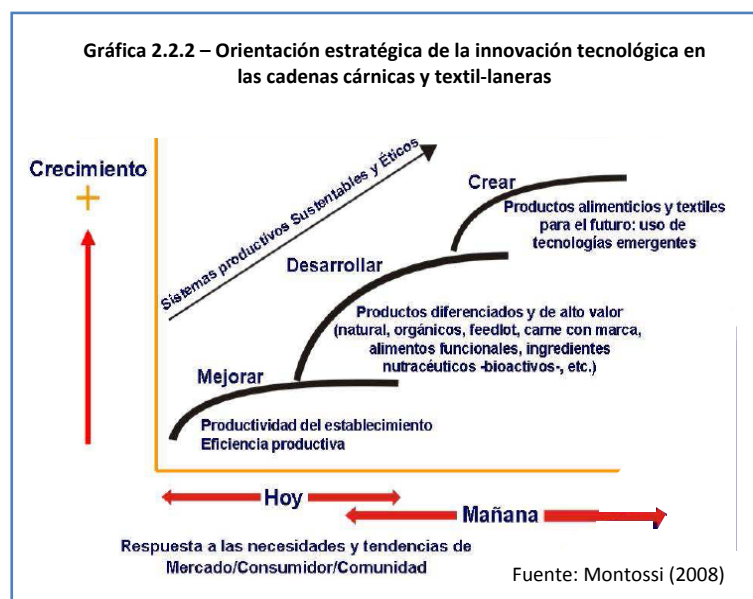 Gráfica 2.2.2 – Orientación estratégica de la innovación tecnológica en
las cadenas cárnicas y textil-laneras
Crecimiento
+
Sistemas productivos Sustentables y Éticos
Crear
Productos alimenticios y textiles
para el futuro: uso de
tecnologías emergentes
Desarrollar
Productos diferenciados y de alto valor
(natural, orgánicos, feedlot, carne con marca,
alimentos funcionales, ingredientes
nutracéuticos -bioactivos-, etc.)
Mejorar
Productividad del establecimiento
Eficiencia productiva
Hoy
Mañana
Respuesta a las necesidades y tendencias de
Mercado/Consumidor/Comunidad
Fuente: Montossi (2008)